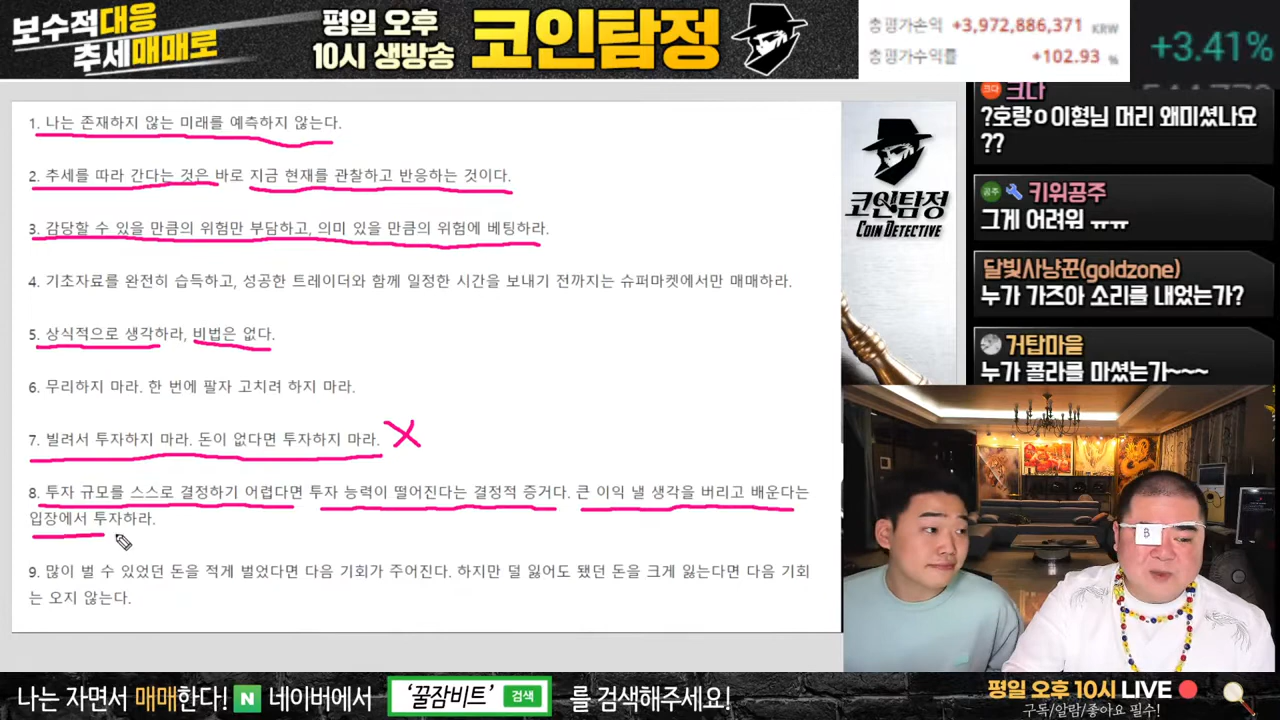 보수적대응
추세매매로
평일 오후
10시 생방송
코인탐정
총평가손익 +3,972,886,371 KRW
총평가수익률 +102.93 %
+3.41%
1. 나는 존재하지 않는 미래를 예측하지 않는다.
2. 추세를 따라 간다는 것은 바로 지금 현재를 관찰하고 반응하는 것이다.
3. 감당할 수 있을 만큼의 위험만 부담하고, 의미 있을 만큼의 위험에 베팅하라.
4. 기초자료를 완전히 습득하고, 성공한 트레이더와 함께 일정한 시간을 보내기 전까지는 슈퍼마켓에서만 매매하라.
5. 상식적으로 생각하라, 비법은 없다.
6. 무리하지 마라. 한 번에 팔자 고치려 하지 마라.
7. 빌려서 투자하지 마라. 돈이 없다면 투자하지 마라.
8. 투자 규모를 스스로 결정하기 어렵다면 투자 능력이 떨어진다는 결정적 증거다. 큰 이익 낼 생각을 버리고 배운다는
입장에서 투자하라.
9. 많이 벌 수 있었던 돈을 적게 벌었다면 다음 기회가 주어진다. 하지만 덜 잃어도 됐던 돈을 크게 잃는다면 다음 기회
는 오지 않는다.
코인탐정
COIN DETECTIVE
크다 크다
?호랑ㅇ이형님 머리 왜미셨나요
??
공주 키위공주
그게 어려워 ㅠㅠ
달빛사냥꾼(goldzone)
누가 가즈아 소리를 내었는가?
거탑마을
누가 콜라를 마셨는가~~~
B
나는 자면서 매매한다! N 네이버에서 '꿀잠비트' 검색 를 검색해주세요!
평일 오후 10시 LIVE
구독/알람/좋아요 필수!